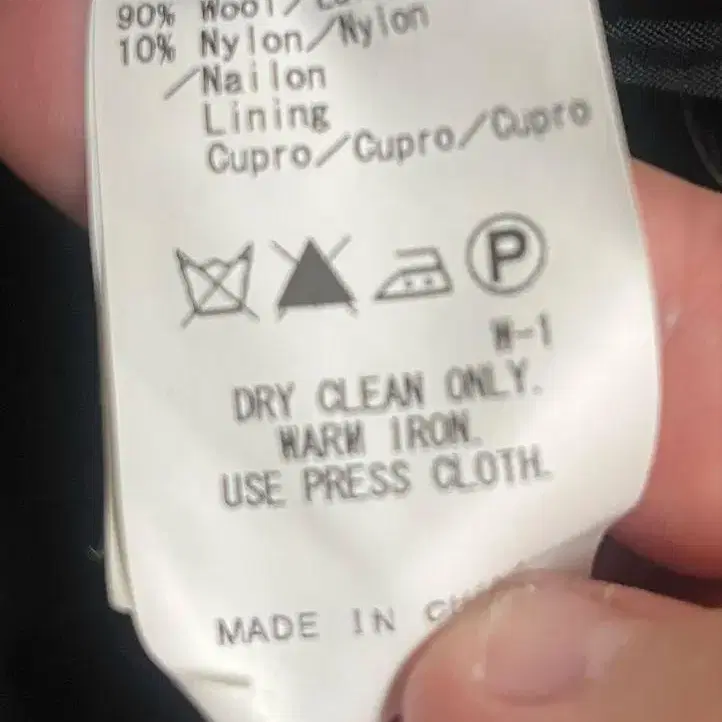 90% Wool/
10% Nylon/Nylon
/Nailon
Lining
Cupro/Cupro/Cupro
P
W-1
DRY CLEAN ONLY.
WARM IRON.
USE PRESS CLOTH.
MADE IN